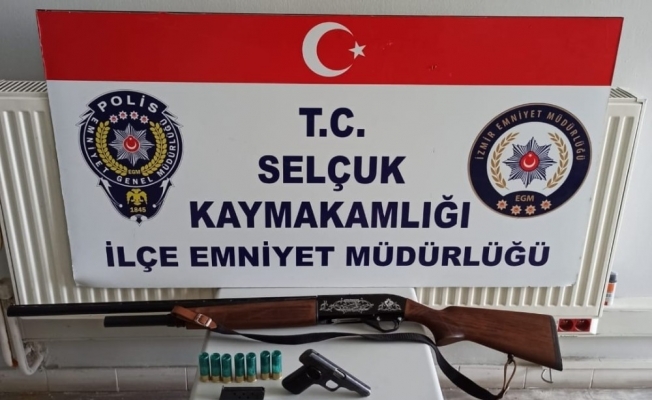 T.C.
SELÇUK
KAYMAKAMLIĞI
İLÇE EMNİYET MÜDÜRLÜĞÜ
POLİS
EMNİYET GENEL MÜDÜRLÜĞÜ
EGM
1845
İZMİR EMNİYET MÜDÜRLÜĞÜ
EGM